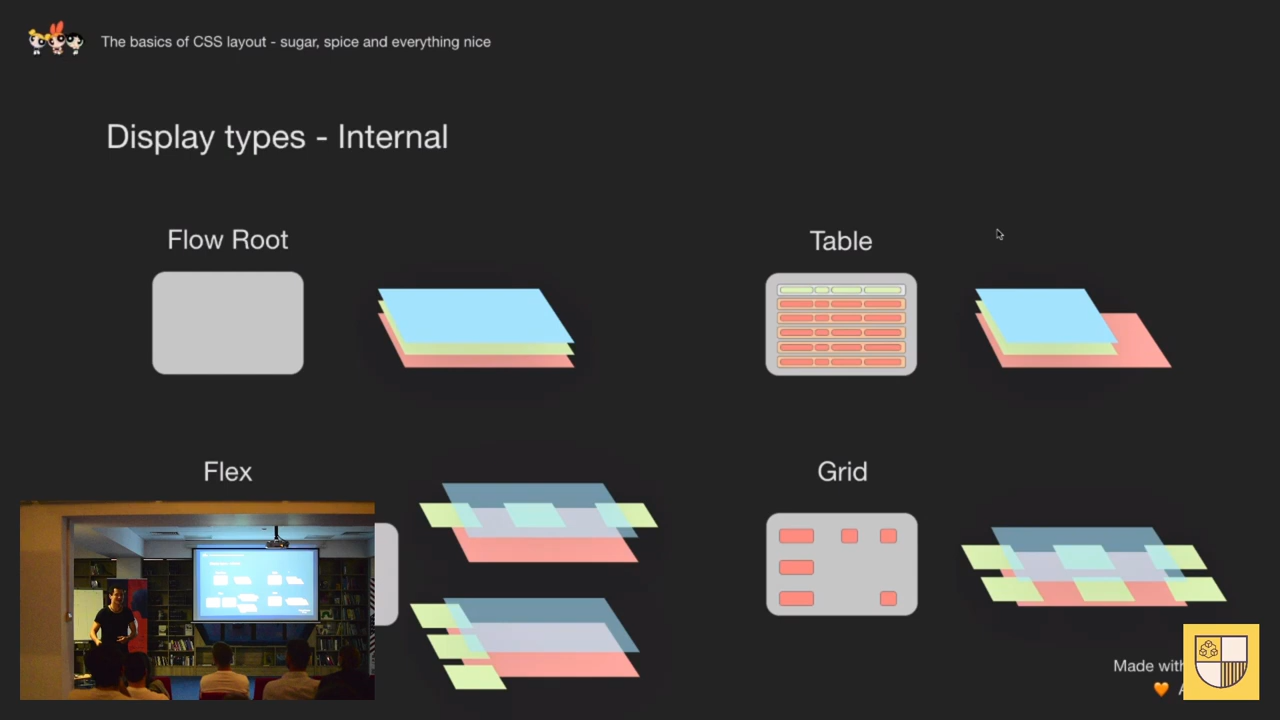 The basics of CSS layout - sugar, spice and everything nice
Display types - Internal
Flow Root
Table
Flex
Grid
Made with